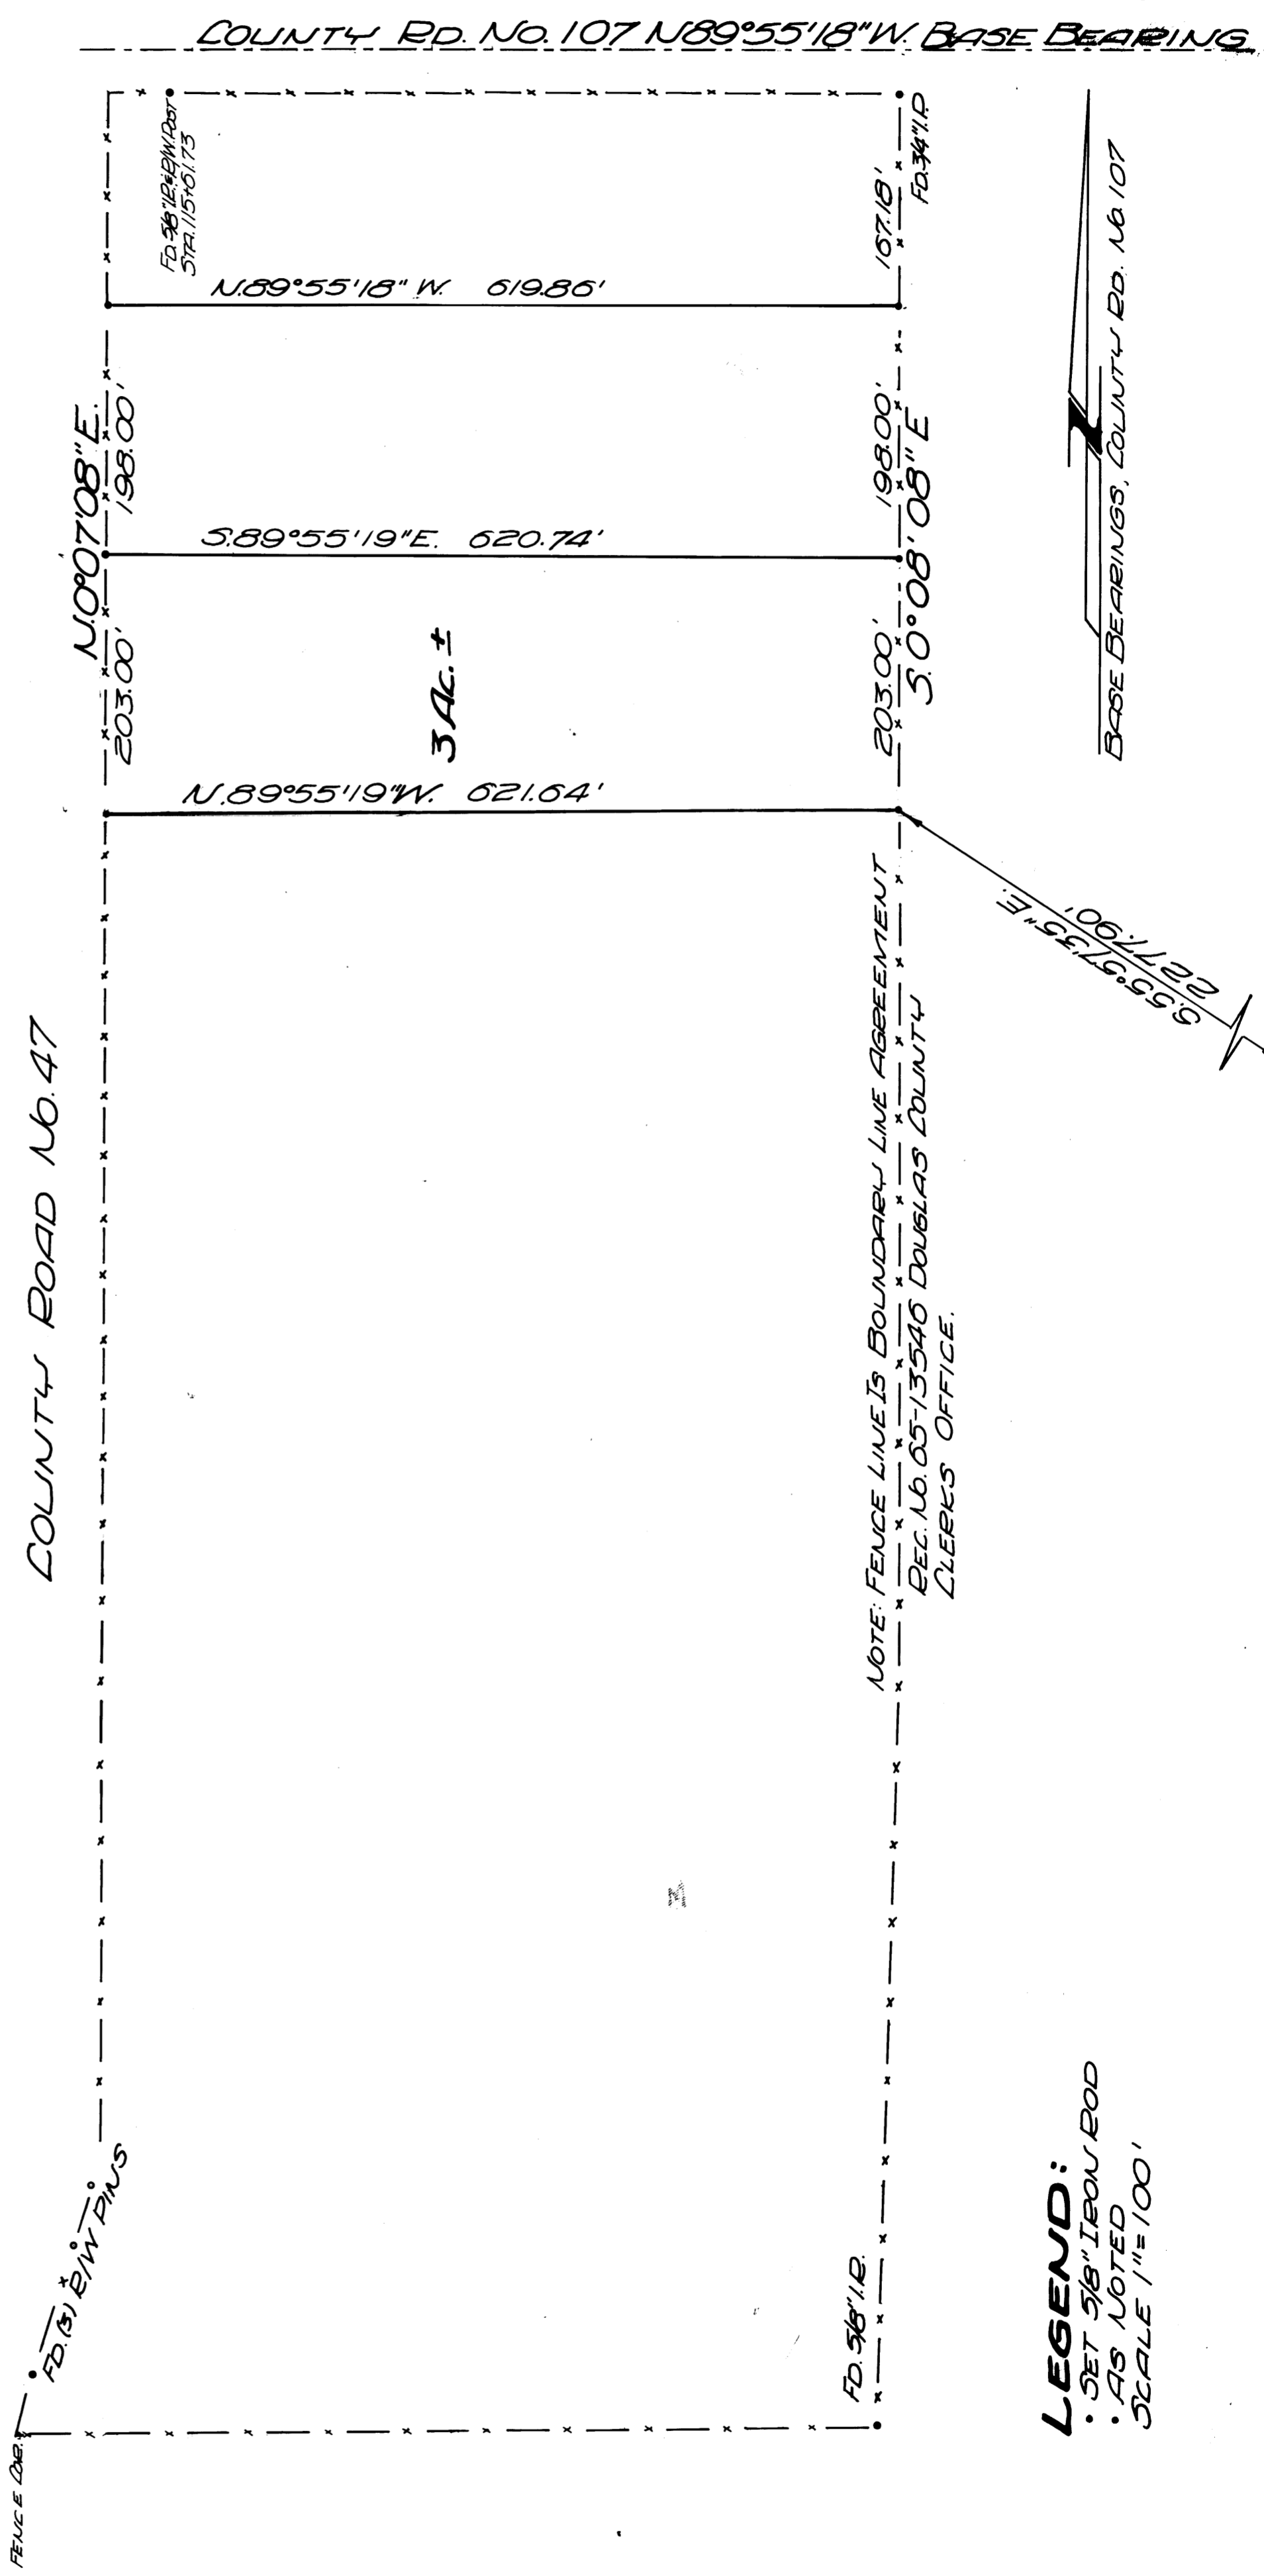 COUNTY RD. NO. 107 N89°55'18"W. BASE BEARING
FD. 5/8" I.R. & R/W. POST
STA. 115+61.73
167.18'
FD. 3/4" I.P.
N.89°55'18" W. 619.86'
N.0°07'08"E.
198.00'
198.00'
S.0°08'08"E
S.89°55'19"E. 620.74'
203.00'
3 AC. ±
203.00'
N.89°55'19"W. 621.64'
BASE BEARINGS, COUNTY RD. NO. 107
N
S.55°57'35"E.
2277.90'
COUNTY ROAD NO. 47
NOTE: FENCE LINE IS BOUNDARY LINE AGREEMENT
REC. NO. 65-13546 DOUGLAS COUNTY
CLERKS OFFICE.
FD. (3) R/W PINS
FENCE COR.
FD. 5/8" I.R.
LEGEND:
• SET 5/8" IRON ROD
• AS NOTED
SCALE 1"=100'